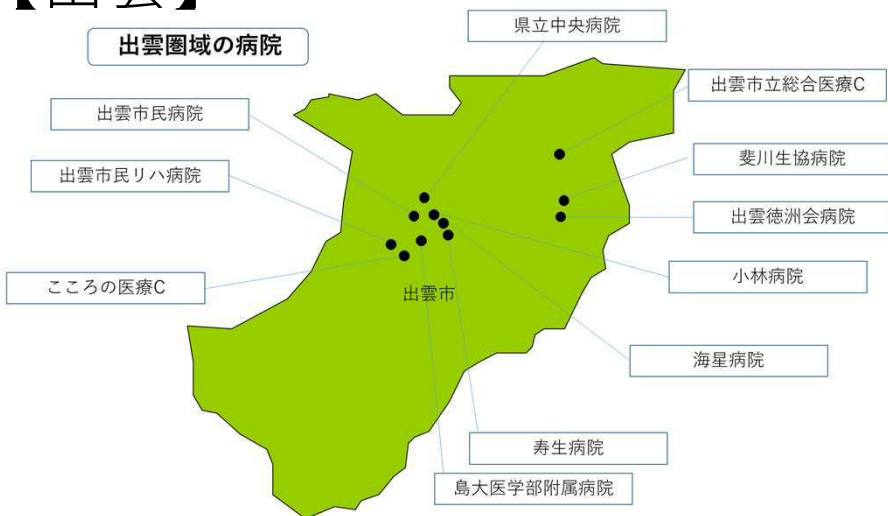 【出雲】
出雲圏域の病院
県立中央病院
出雲市立総合医療C
出雲市民病院
斐川生協病院
出雲市民リハ病院
出雲徳洲会病院
小林病院
こころの医療C
出雲市
海星病院
寿生病院
島大医学部附属病院